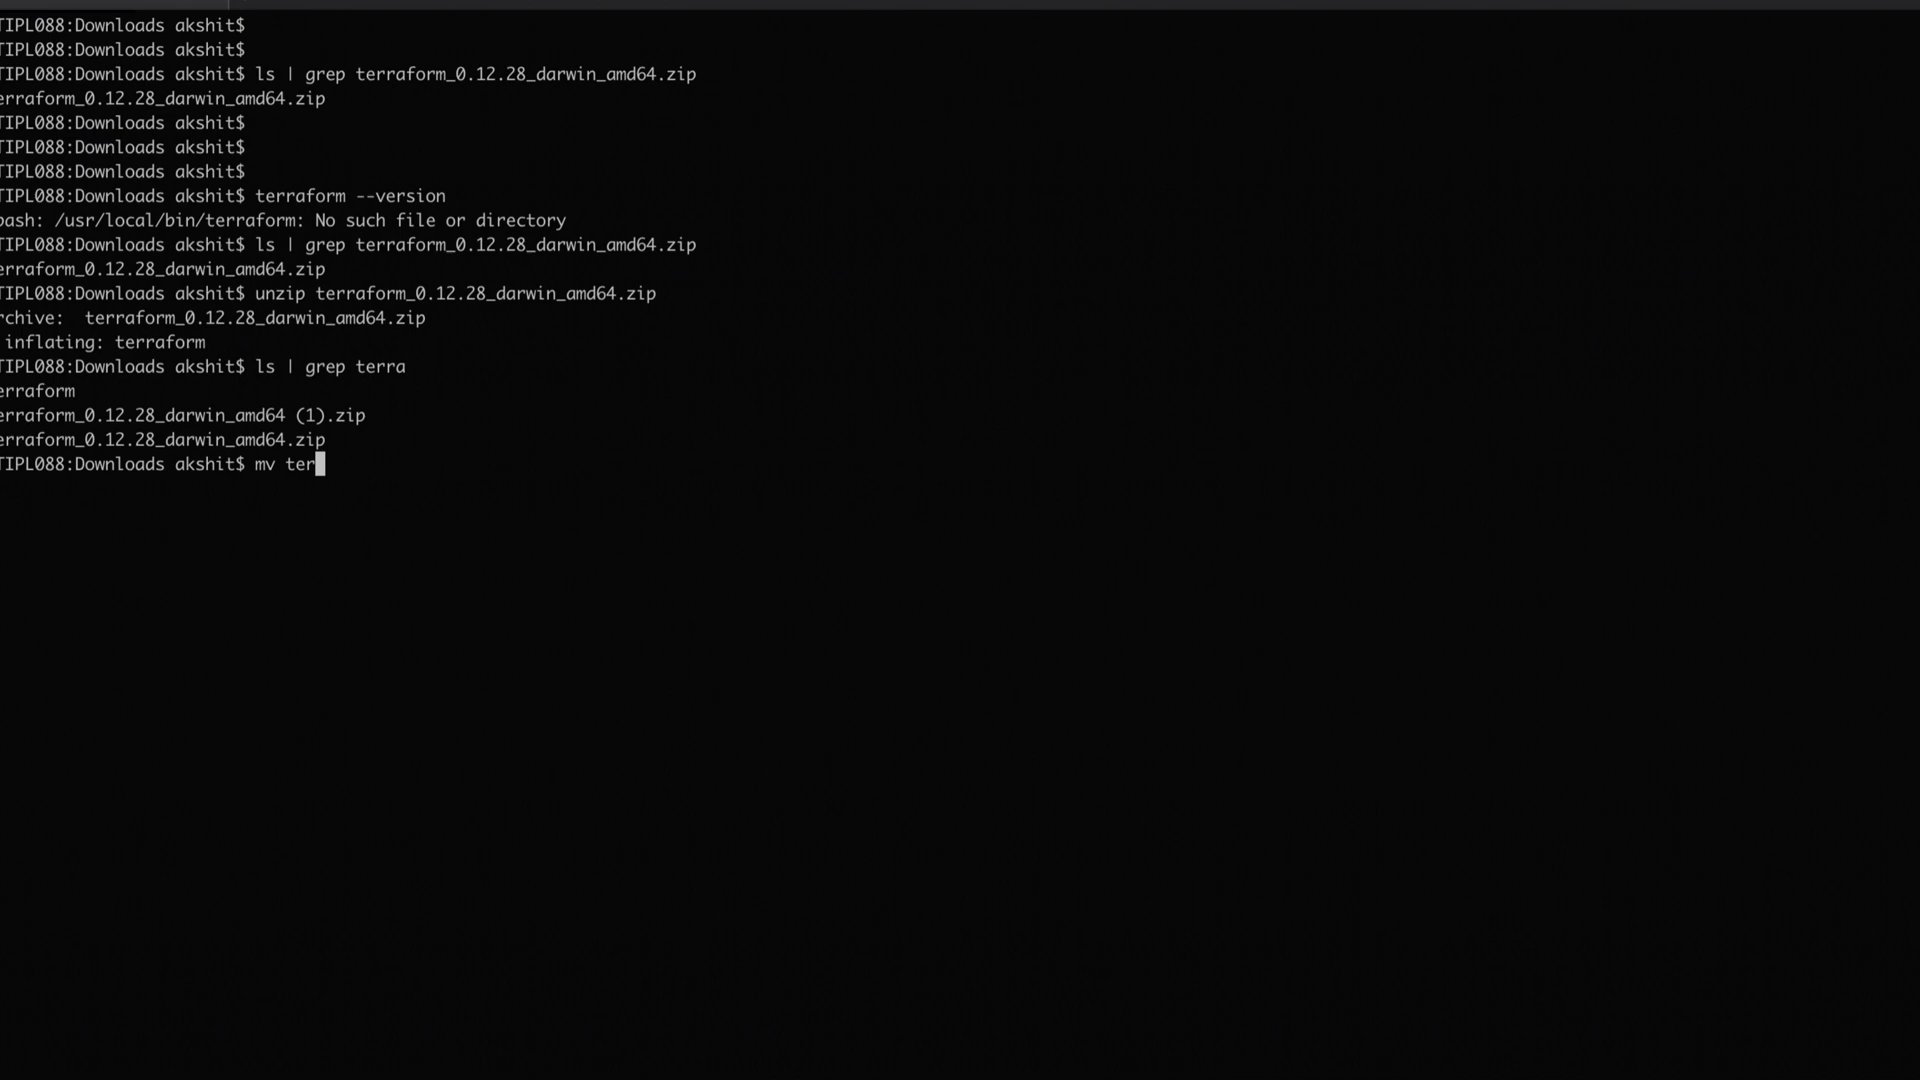 TIPL088:Downloads akshit$
TIPL088:Downloads akshit$
TIPL088:Downloads akshit$ ls | grep terraform_0.12.28_darwin_amd64.zip
erraform_0.12.28_darwin_amd64.zip
TIPL088:Downloads akshit$
TIPL088:Downloads akshit$
TIPL088:Downloads akshit$
TIPL088:Downloads akshit$ terraform --version
bash: /usr/local/bin/terraform: No such file or directory
TIPL088:Downloads akshit$ ls | grep terraform_0.12.28_darwin_amd64.zip
erraform_0.12.28_darwin_amd64.zip
TIPL088:Downloads akshit$ unzip terraform_0.12.28_darwin_amd64.zip
rchive:  terraform_0.12.28_darwin_amd64.zip
inflating: terraform
TIPL088:Downloads akshit$ ls | grep terra
erraform
erraform_0.12.28_darwin_amd64 (1).zip
erraform_0.12.28_darwin_amd64.zip
TIPL088:Downloads akshit$ mv ter